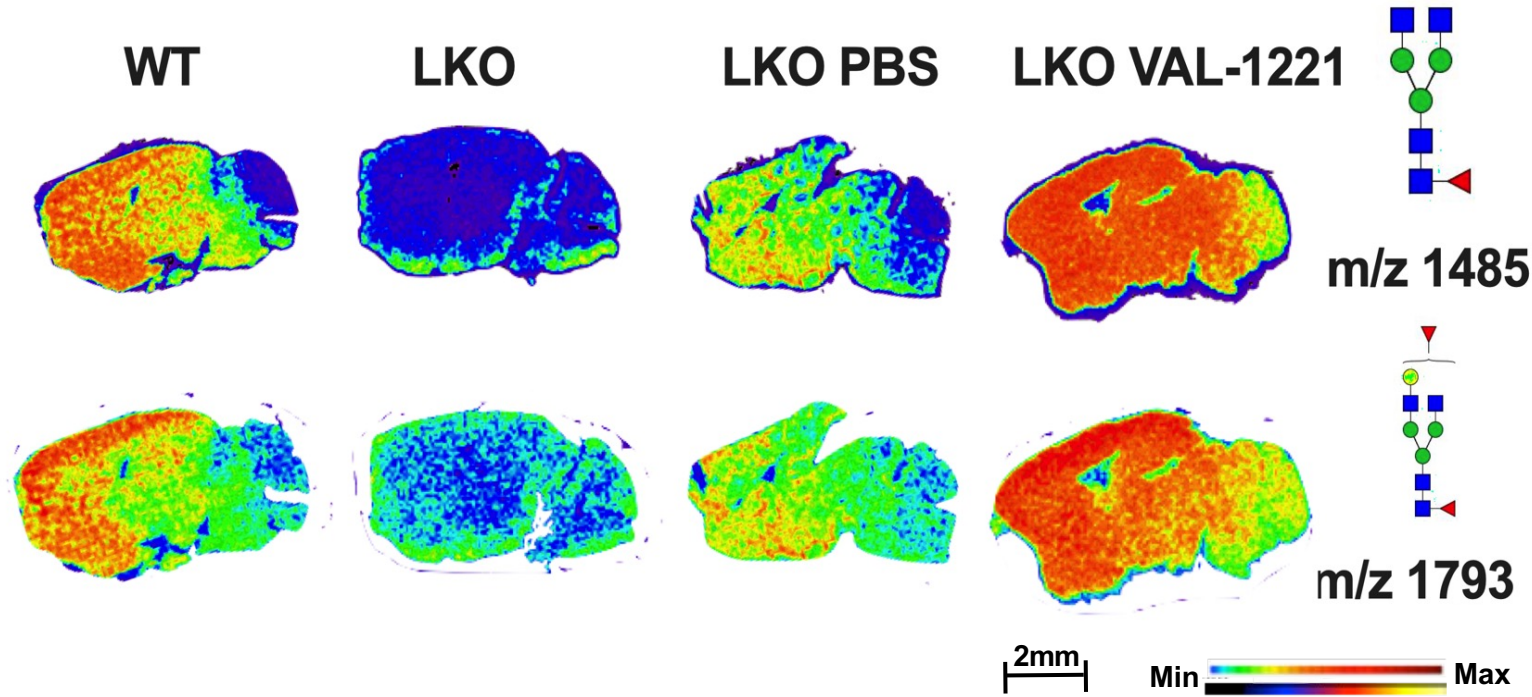 WT LKO LKO PBS LKO VAL-1221
m/z 1485
m/z 1793
2mm
Min Max